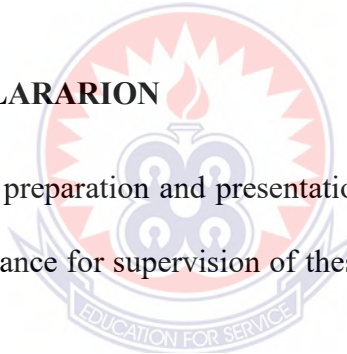 LARARION
preparation and presentatio
ance for supervision of thes
EDUCATION FOR SERVICE